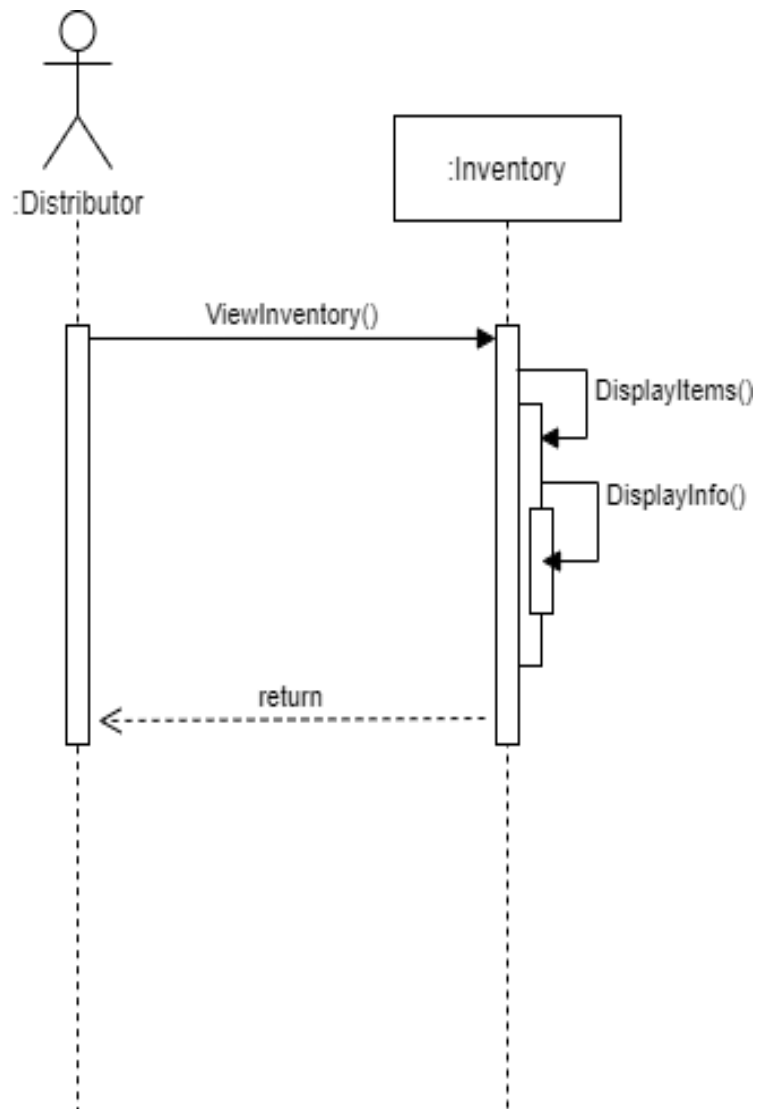 :Inventory
:Distributor
ViewInventory()
DisplayItems()
DisplayInfo()
return